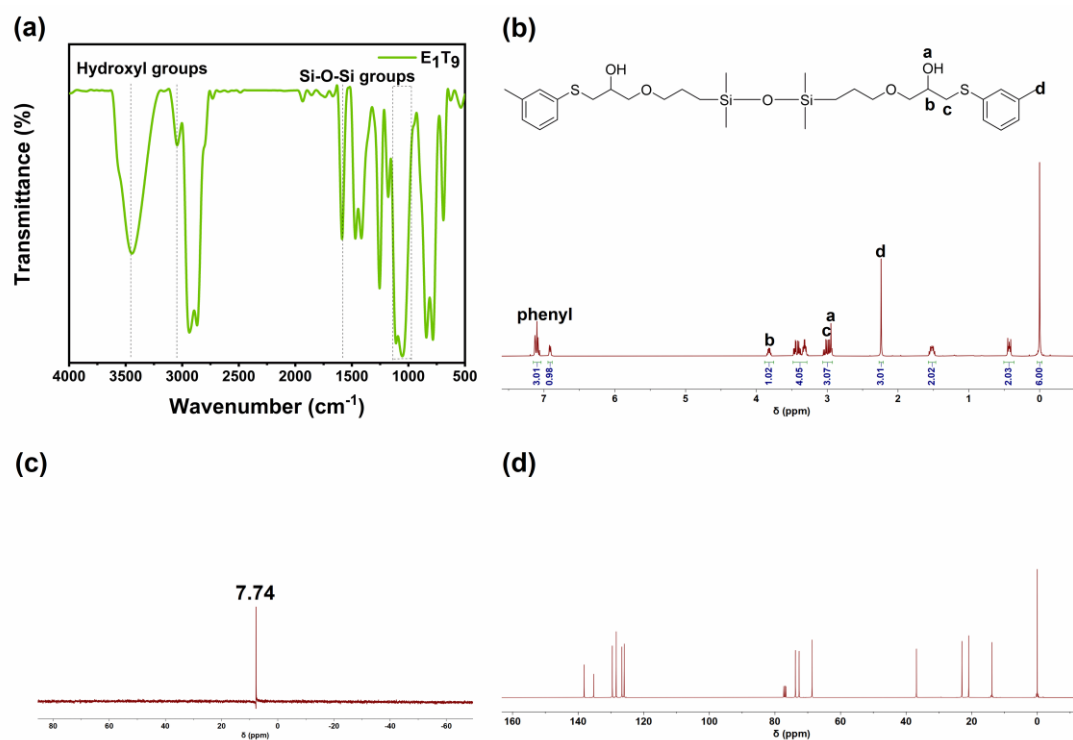 (a)
E₁T₉
Hydroxyl groups
Si-O-Si groups
Transmittance (%)
4000 3500 3000 2500 2000 1500 1000 500
Wavenumber (cm⁻¹)
(b)
a
OH OH
S O Si O Si O S d
b c
phenyl b c a d
3.01 0.98 1.02 4.05 3.07 3.01 2.02 2.03 6.00
7 6 5 4 3 2 1 0
δ (ppm)
(c)
7.74
80 60 40 20 0 -20 -40 -60
δ (ppm)
(d)
160 140 120 100 80 60 40 20 0
δ (ppm)